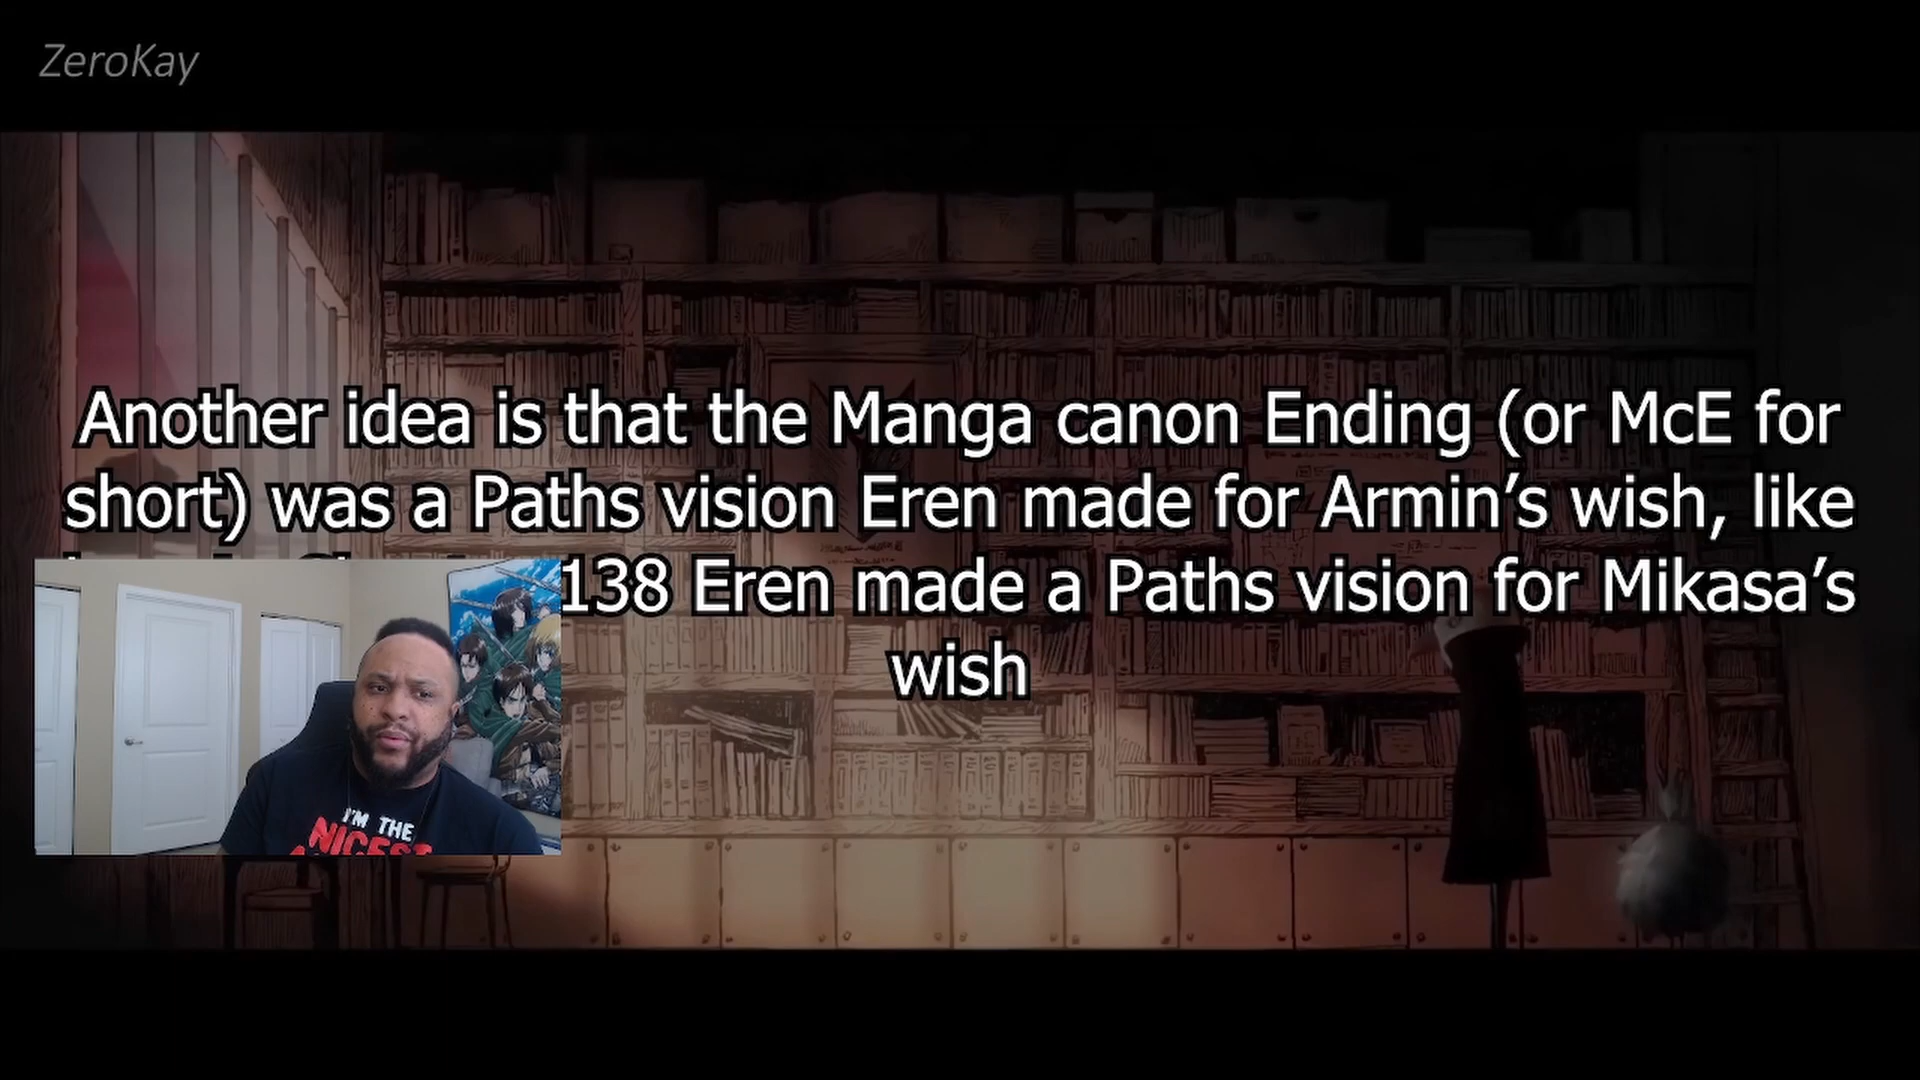 ZeroKay
Another idea is that the Manga canon Ending (or McE for
short) was a Paths vision Eren made for Armin’s wish, like
138 Eren made a Paths vision for Mikasa’s
wish
I'M THE
NICEST